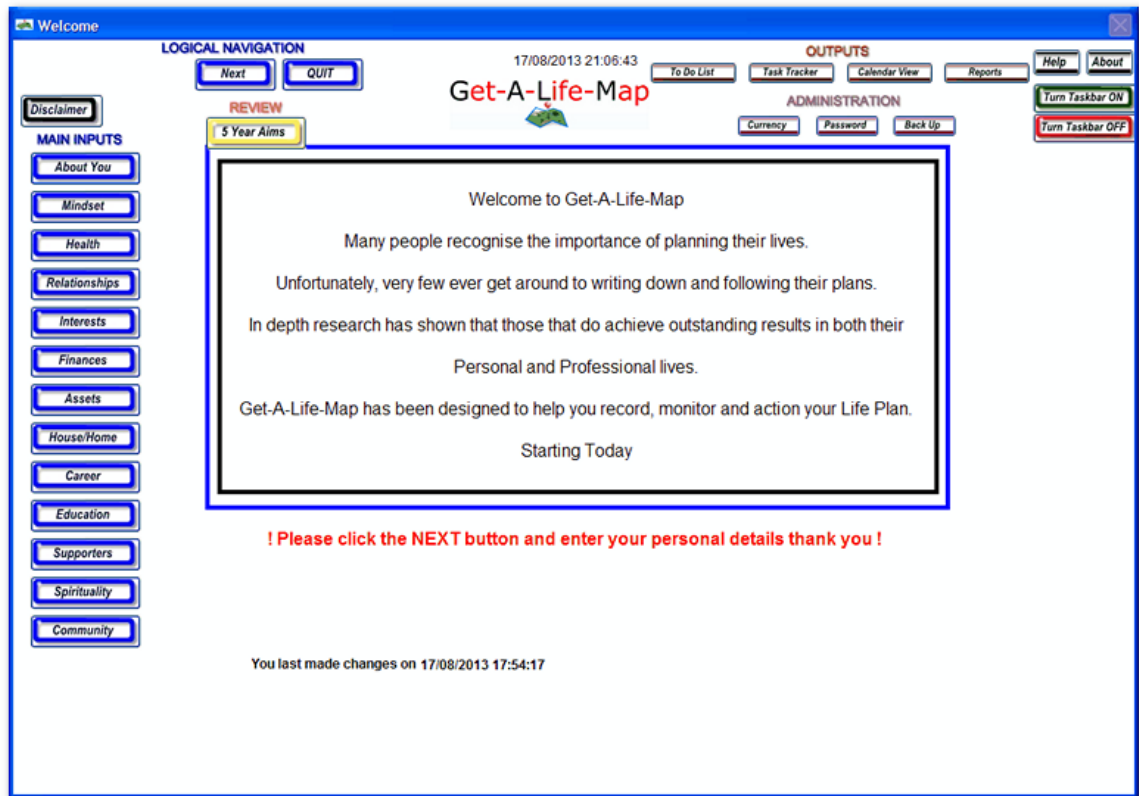 Welcome
LOGICAL NAVIGATION
Next
QUIT
17/08/2013 21:06:43
Get-A-Life-Map
OUTPUTS
To Do List
Task Tracker
Calendar View
Reports
Help
About
Disclaimer
REVIEW
5 Year Aims
ADMINISTRATION
Currency
Password
Back Up
Turn Taskbar ON
Turn Taskbar OFF
MAIN INPUTS
About You
Mindset
Health
Relationships
Interests
Finances
Assets
House/Home
Career
Education
Supporters
Spirituality
Community
Welcome to Get-A-Life-Map
Many people recognise the importance of planning their lives.
Unfortunately, very few ever get around to writing down and following their plans.
In depth research has shown that those that do achieve outstanding results in both their
Personal and Professional lives.
Get-A-Life-Map has been designed to help you record, monitor and action your Life Plan.
Starting Today
! Please click the NEXT button and enter your personal details thank you !
You last made changes on 17/08/2013 17:54:17